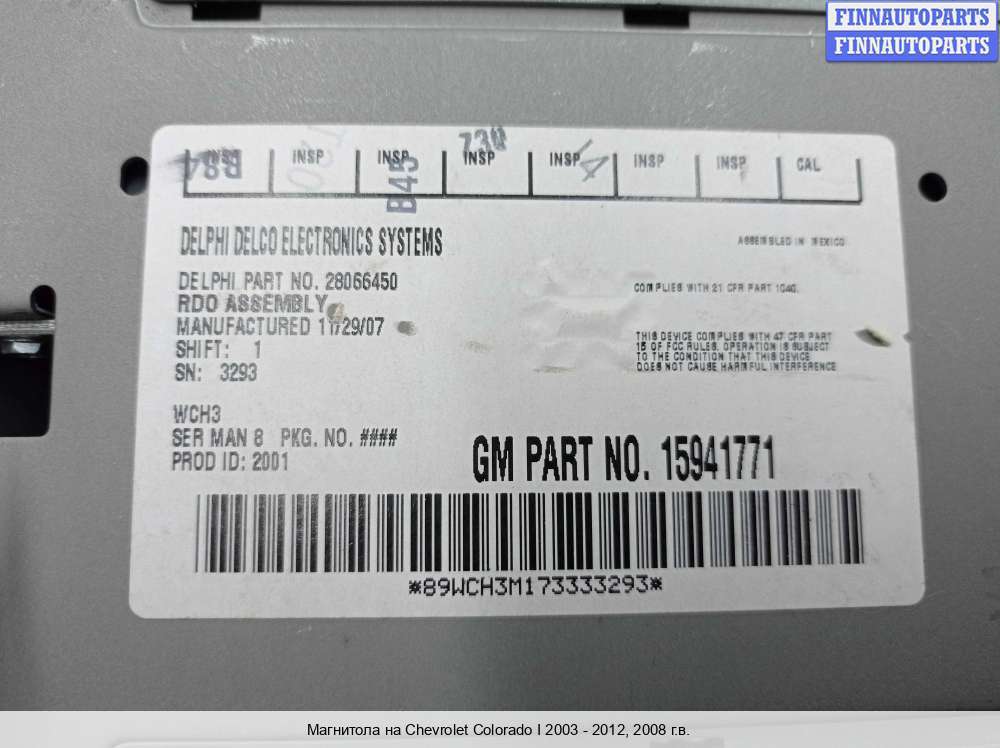 FINNAUTOPARTS
FINNAUTOPARTS
730
B84 INSP INSP INSP INSP INSP INSP CAL
B45
DELPHI DELCO ELECTRONICS SYSTEMS
ASSEMBLED IN MEXICO
DELPHI PART NO. 28066450
COMPLIES WITH 21 CFR PART 1040.
RDO ASSEMBLY
MANUFACTURED 11/29/07
SHIFT: 1
SN: 3293
THIS DEVICE COMPLIES WITH 47 CFR PART
15 OF FCC RULES. OPERATION IS SUBJECT
TO THE CONDITION THAT THIS DEVICE
DOES NOT CAUSE HARMFUL INTERFERENCE
WCH3
SER MAN 8 PKG. NO. ####
PROD ID: 2001
GM PART NO. 15941771
*89WCH3M173333293*
Магнитола на Chevrolet Colorado I 2003 - 2012, 2008 г.в.